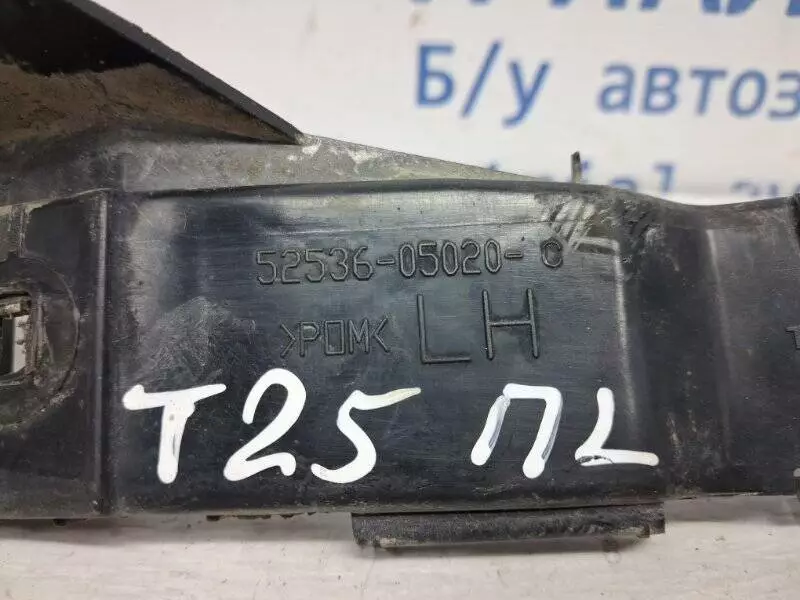 Б/у автоз
52536-05020-C
>POM< LH
T25 ПL